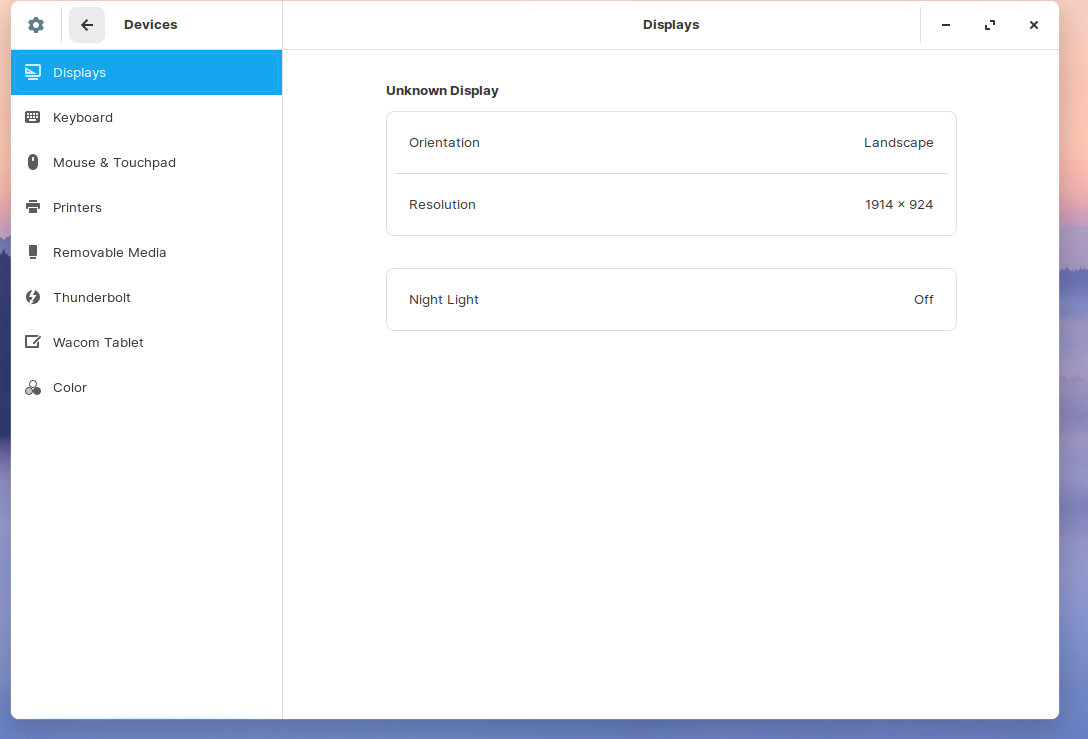 Devices
Displays
Displays
Keyboard
Mouse & Touchpad
Printers
Removable Media
Thunderbolt
Wacom Tablet
Color
Unknown Display
Orientation Landscape
Resolution 1914 × 924
Night Light Off